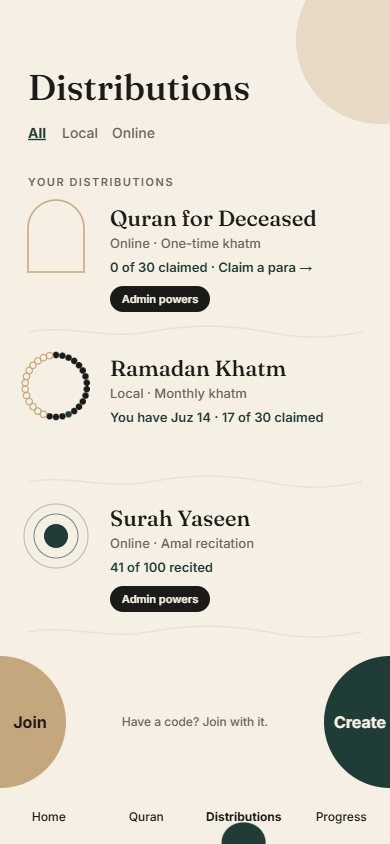 Distributions
All Local Online
YOUR DISTRIBUTIONS
Quran for Deceased
Online · One-time khatm
0 of 30 claimed · Claim a para →
Admin powers
Ramadan Khatm
Local · Monthly khatm
You have Juz 14 · 17 of 30 claimed
Surah Yaseen
Online · Amal recitation
41 of 100 recited
Admin powers
Join
Have a code? Join with it.
Create
Home Quran Distributions Progress